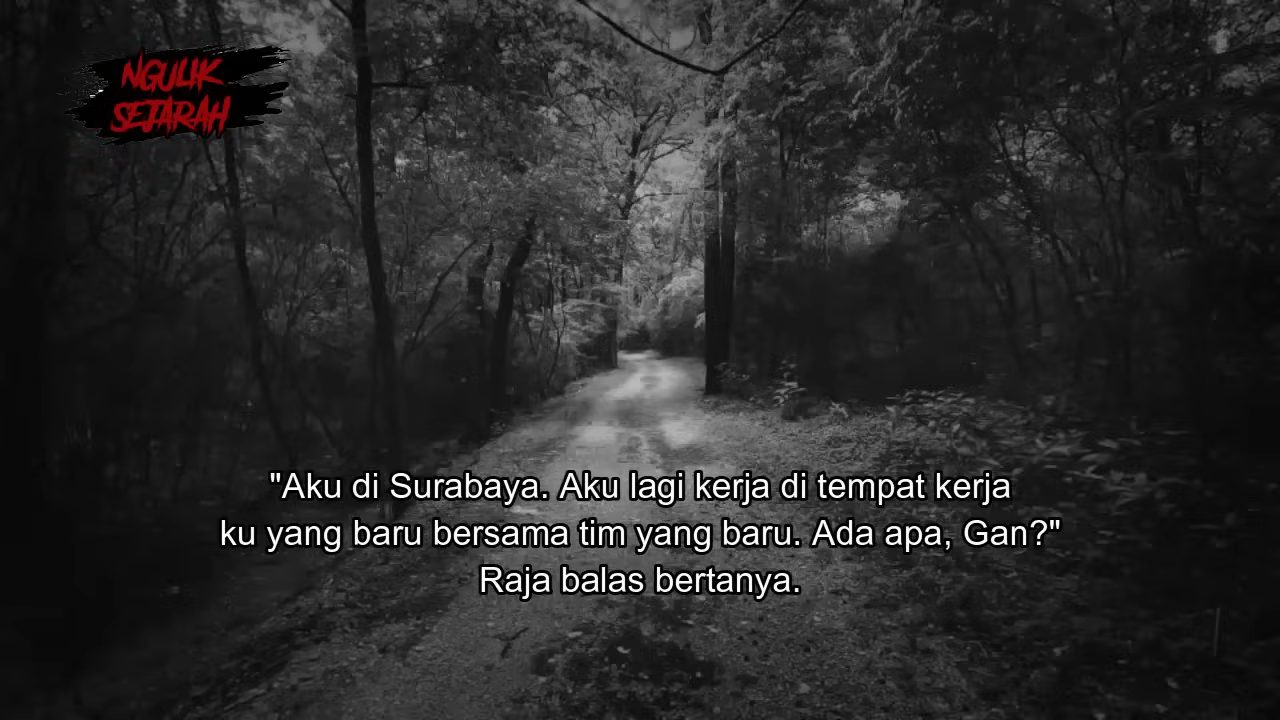 NGULIK
SEJARAH
"Aku di Surabaya. Aku lagi kerja di tempat kerja
ku yang baru bersama tim yang baru. Ada apa, Gan?"
Raja balas bertanya.